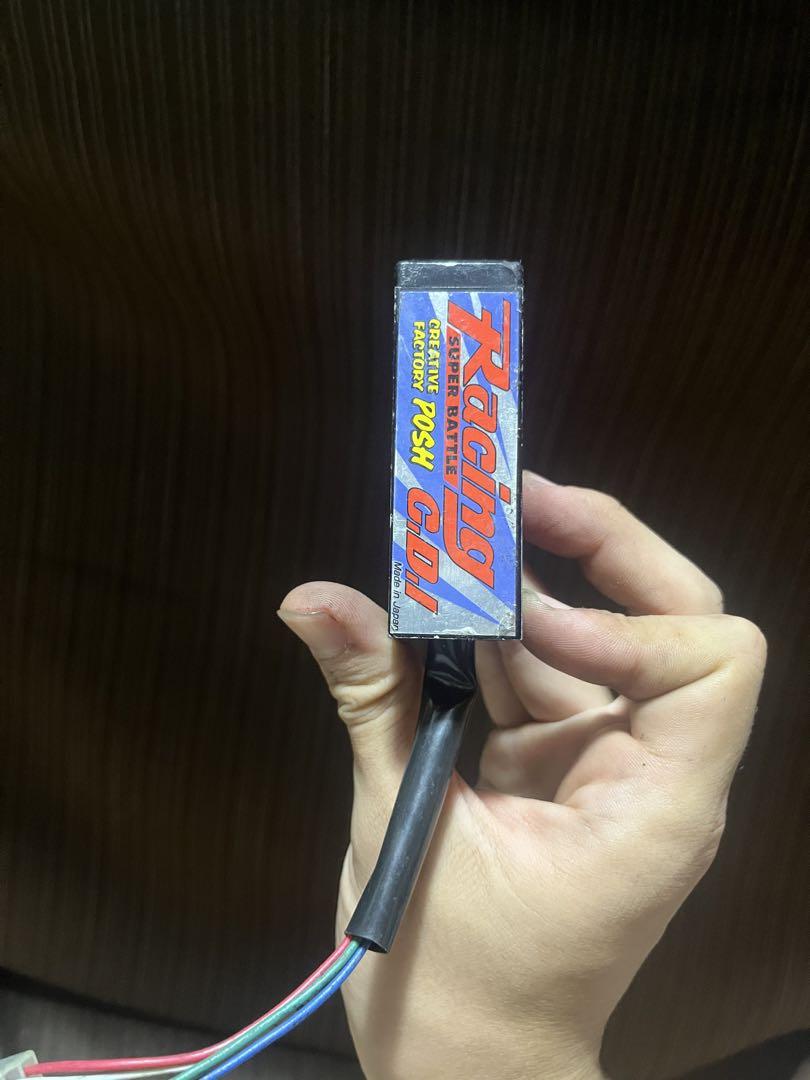 Racing
SUPER BATTLE
CREATIVE
FACTORY POSH
C.D.I
Made in Japan